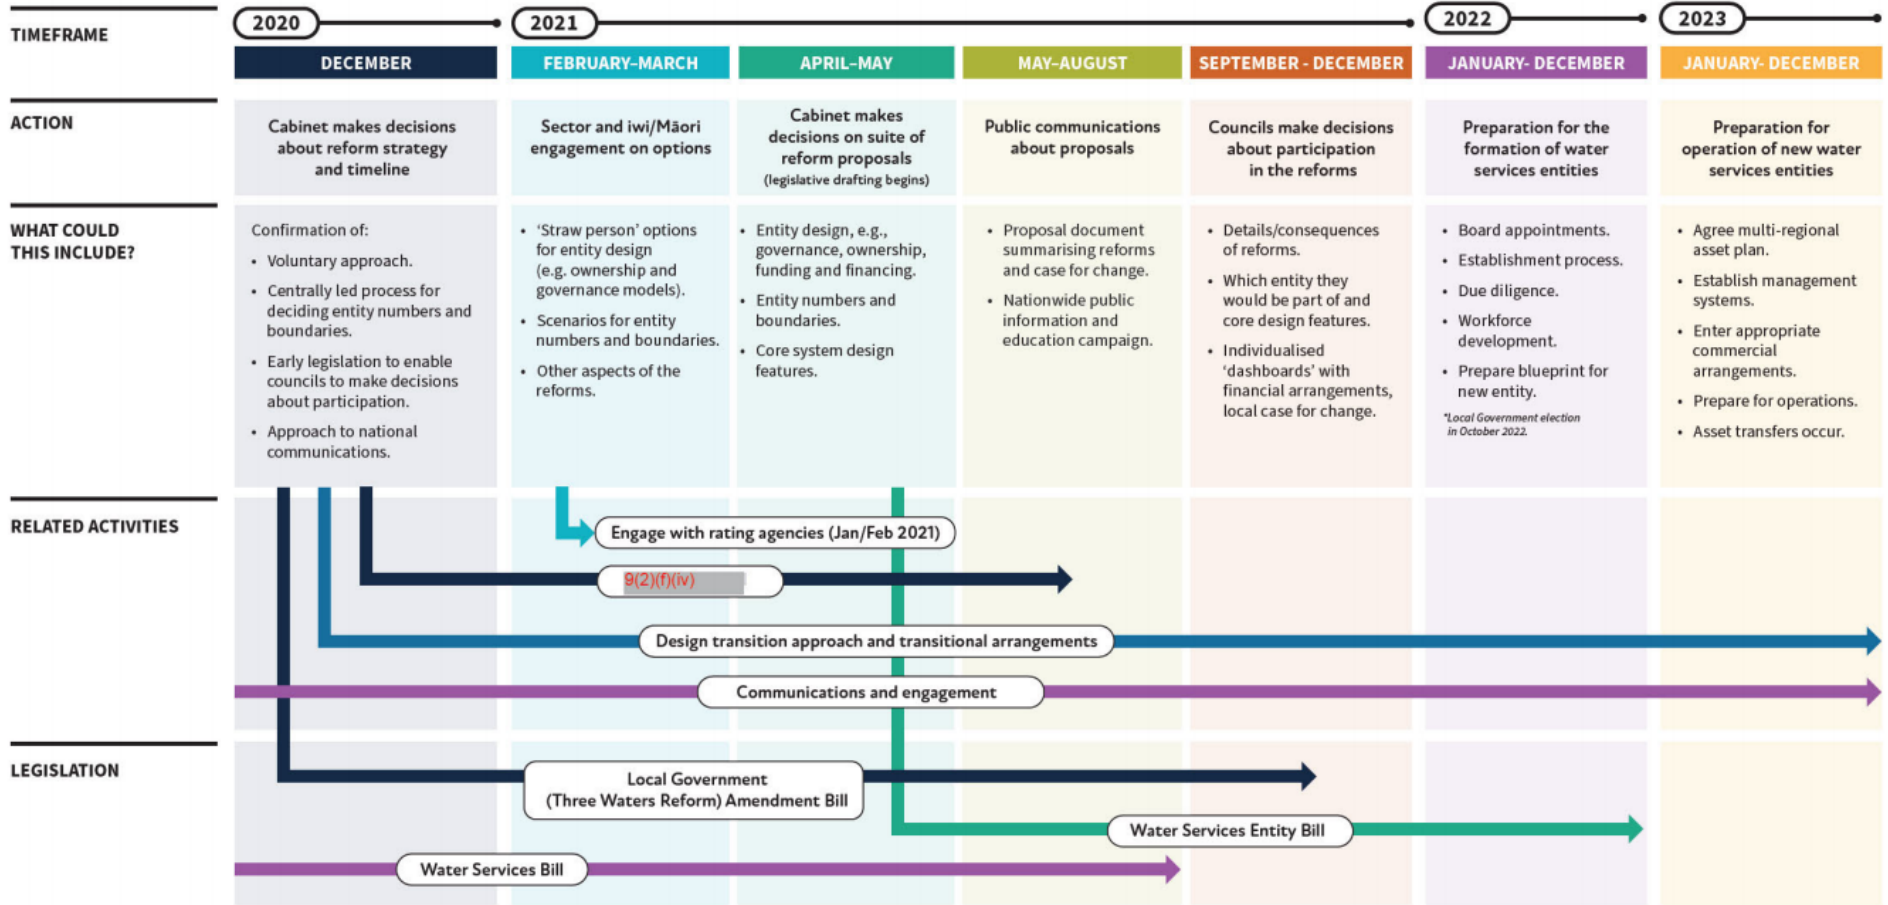 TIMEFRAME
2020
2021
2022
2023
DECEMBER
FEBRUARY–MARCH
APRIL–MAY
MAY–AUGUST
SEPTEMBER - DECEMBER
JANUARY- DECEMBER
JANUARY- DECEMBER
ACTION
Cabinet makes decisions
about reform strategy
and timeline
Sector and iwi/Māori
engagement on options
Cabinet makes
decisions on suite of
reform proposals
(legislative drafting begins)
Public communications
about proposals
Councils make decisions
about participation
in the reforms
Preparation for the
formation of water
services entities
Preparation for
operation of new water
services entities
WHAT COULD
THIS INCLUDE?
Confirmation of:
• Voluntary approach.
• Centrally led process for
deciding entity numbers and
boundaries.
• Early legislation to enable
councils to make decisions
about participation.
• Approach to national
communications.
• ‘Straw person’ options
for entity design
(e.g. ownership and
governance models).
• Scenarios for entity
numbers and boundaries.
• Other aspects of the
reforms.
• Entity design, e.g.,
governance, ownership,
funding and financing.
• Entity numbers and
boundaries.
• Core system design
features.
• Proposal document
summarising reforms
and case for change.
• Nationwide public
information and
education campaign.
• Details/consequences
of reforms.
• Which entity they
would be part of and
core design features.
• Individualised
‘dashboards’ with
financial arrangements,
local case for change.
• Board appointments.
• Establishment process.
• Due diligence.
• Workforce
development.
• Prepare blueprint for
new entity.
*Local Government election
in October 2022.
• Agree multi-regional
asset plan.
• Establish management
systems.
• Enter appropriate
commercial
arrangements.
• Prepare for operations.
• Asset transfers occur.
RELATED ACTIVITIES
Engage with rating agencies (Jan/Feb 2021)
9(2)(f)(iv)
Design transition approach and transitional arrangements
Communications and engagement
LEGISLATION
Local Government
(Three Waters Reform) Amendment Bill
Water Services Entity Bill
Water Services Bill